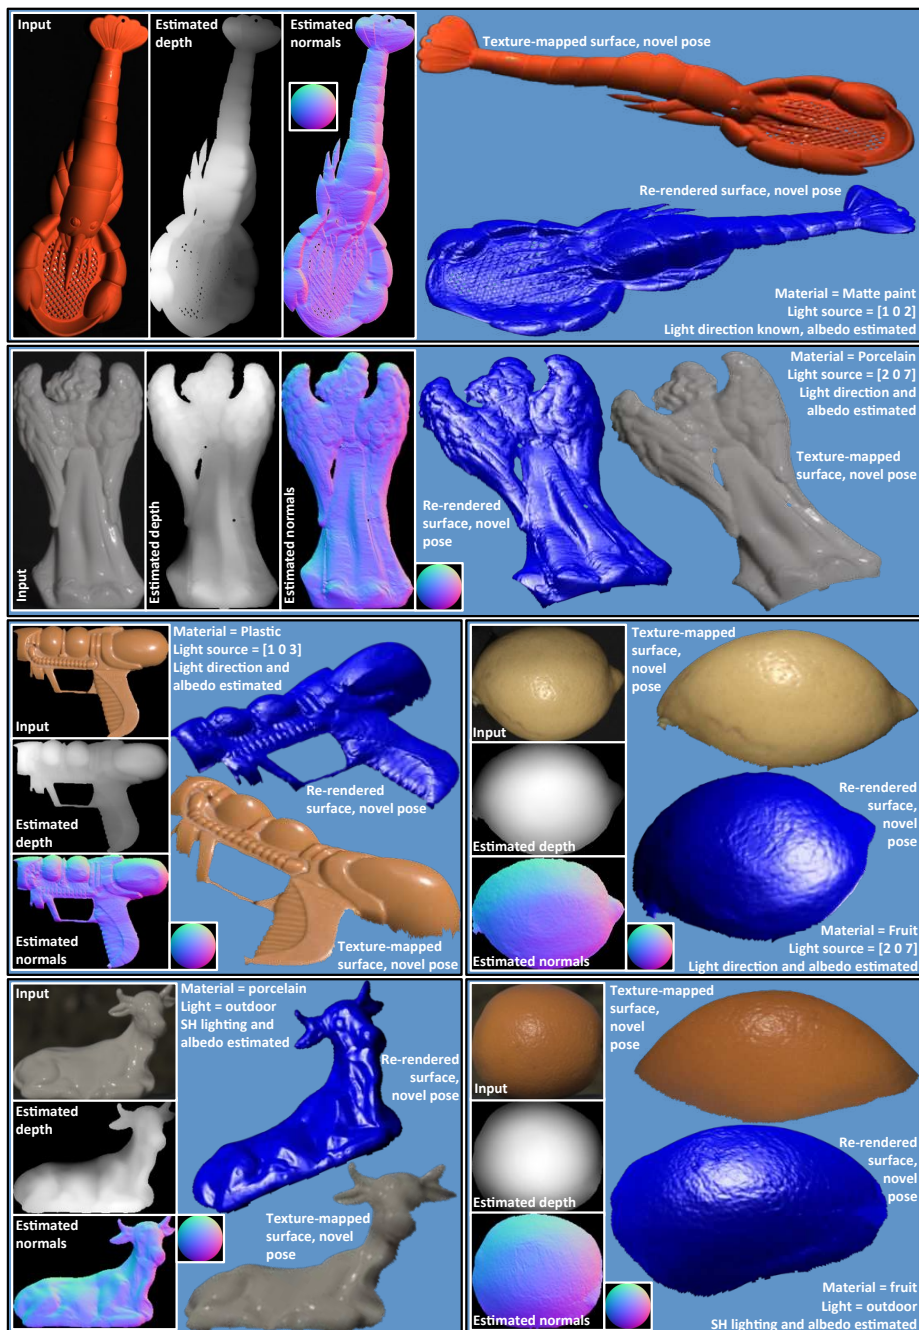 Input
Estimated
depth
Estimated
normals
Texture-mapped surface, novel pose
Re-rendered surface, novel pose
Material = Matte paint
Light source = [1 0 2]
Light direction known, albedo estimated
Input
Estimated depth
Estimated normals
Re-rendered
surface, novel
pose
Material = Porcelain
Light source = [2 0 7]
Light direction and
albedo estimated
Texture-mapped
surface, novel pose
Input
Estimated
depth
Estimated
normals
Material = Plastic
Light source = [1 0 3]
Light direction and
albedo estimated
Re-rendered
surface, novel pose
Texture-mapped
surface, novel pose
Input
Estimated depth
Estimated normals
Texture-mapped
surface,
novel
pose
Re-rendered
surface,
novel
pose
Material = Fruit
Light source = [2 0 7]
Light direction and albedo estimated
Input
Estimated
depth
Estimated
normals
Material = porcelain
Light = outdoor
SH lighting and
albedo estimated
Re-rendered
surface,
novel pose
Texture-mapped
surface, novel
pose
Input
Estimated depth
Estimated normals
Texture-mapped
surface,
novel
pose
Re-rendered
surface,
novel
pose
Material = fruit
Light = outdoor
SH lighting and albedo estimated